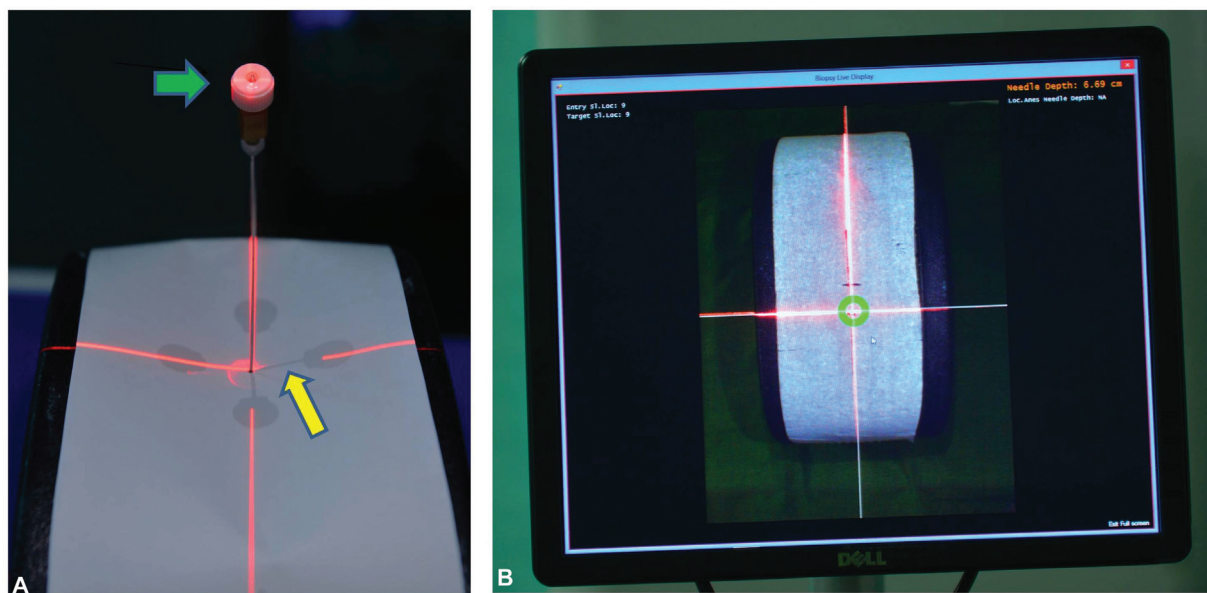 A
B
Biopsy Live Display
Entry Sl.Loc: 9
Target Sl.Loc: 9
Needle Depth: 6.69 cm
Loc.Anes Needle Depth: NA
Exit Full screen
DELL